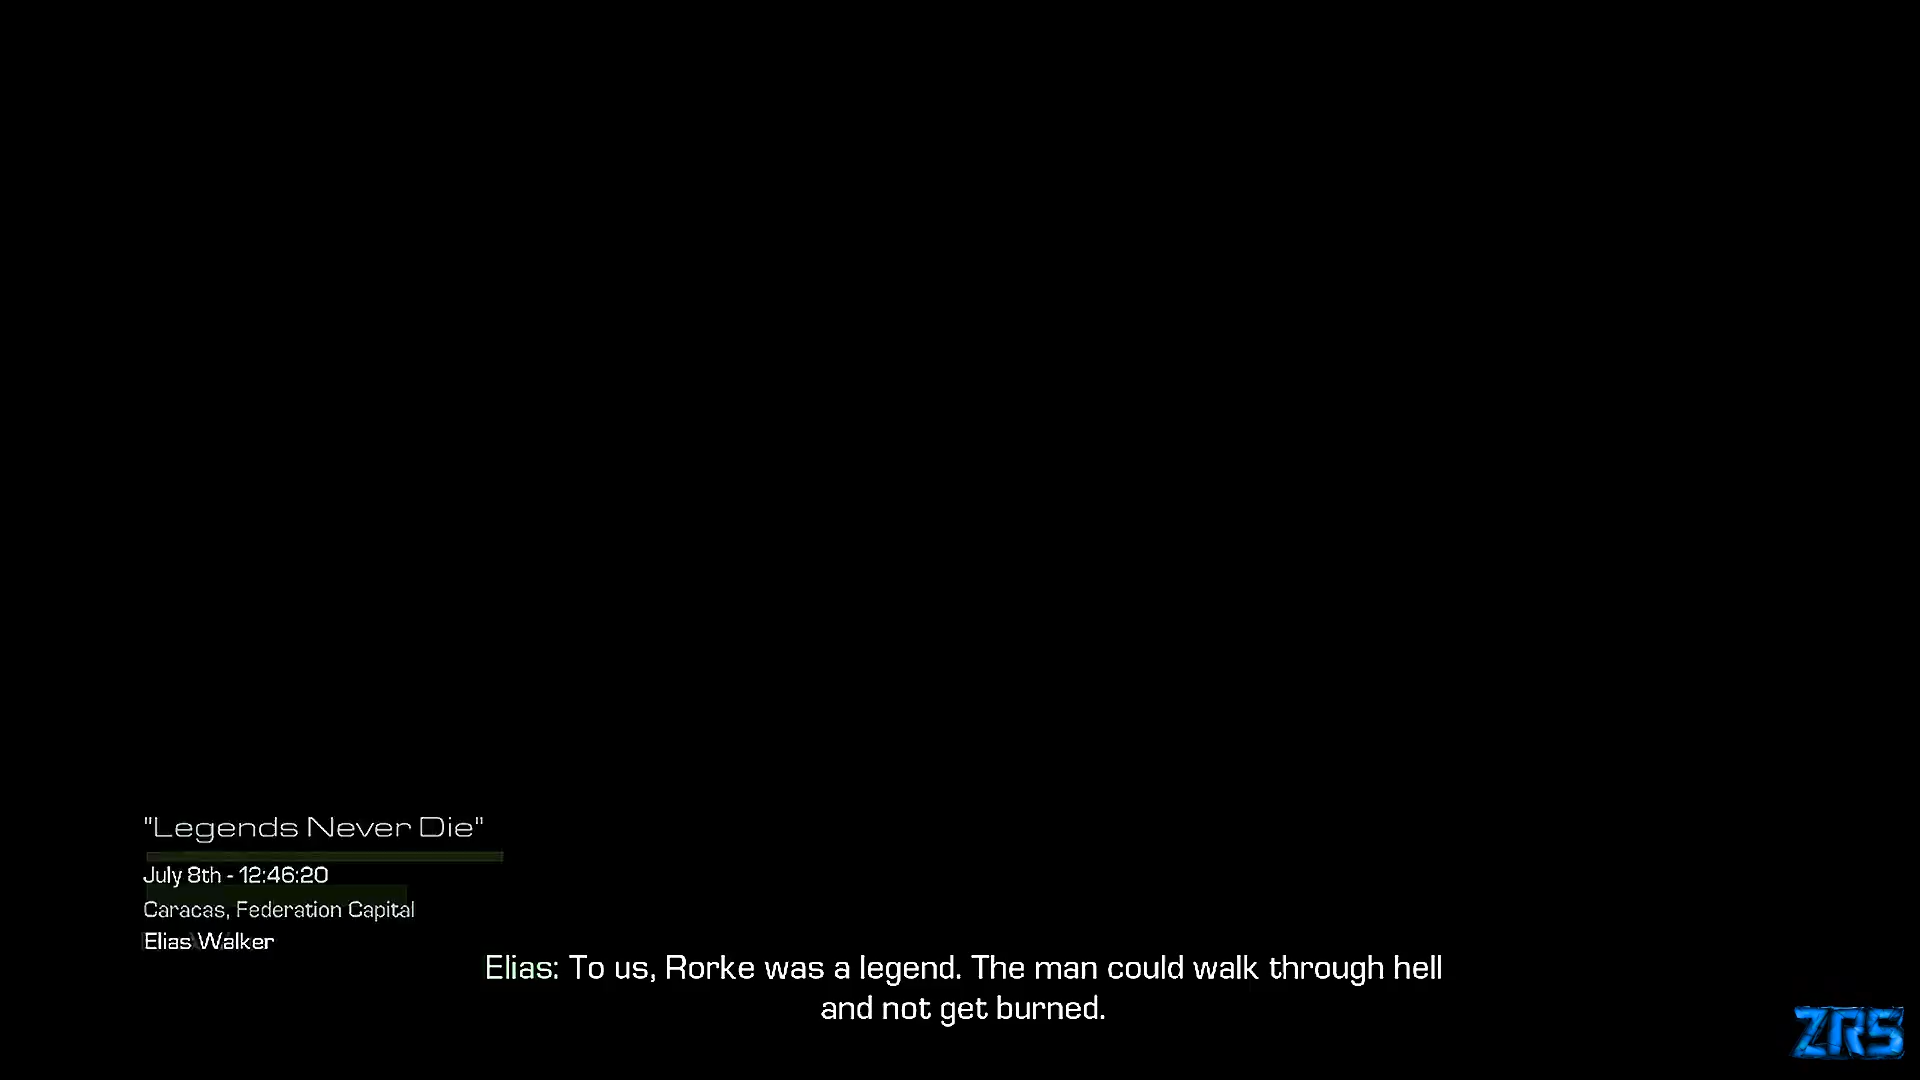 "Legends Never Die"
July 8th - 12:46:20
Caracas, Federation Capital
Elias Walker
Elias: To us, Rorke was a legend. The man could walk through hell
and not get burned.
ZRS